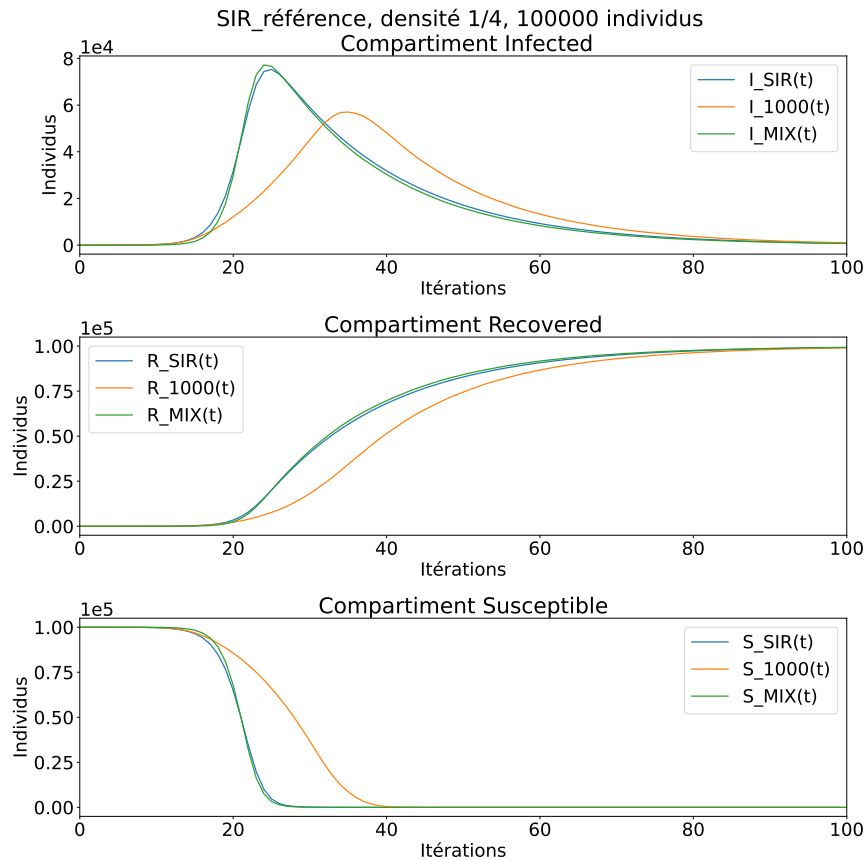 SIR_référence, densité 1/4, 100000 individus
Compartiment Infected
1e4
8
6
4
2
0
Individus
I_SIR(t)
I_1000(t)
I_MIX(t)
0 20 40 60 80 100
Itérations
Compartiment Recovered
1e5
1.00
0.75
0.50
0.25
0.00
Individus
R_SIR(t)
R_1000(t)
R_MIX(t)
0 20 40 60 80 100
Itérations
Compartiment Susceptible
1e5
1.00
0.75
0.50
0.25
0.00
Individus
S_SIR(t)
S_1000(t)
S_MIX(t)
0 20 40 60 80 100
Itérations